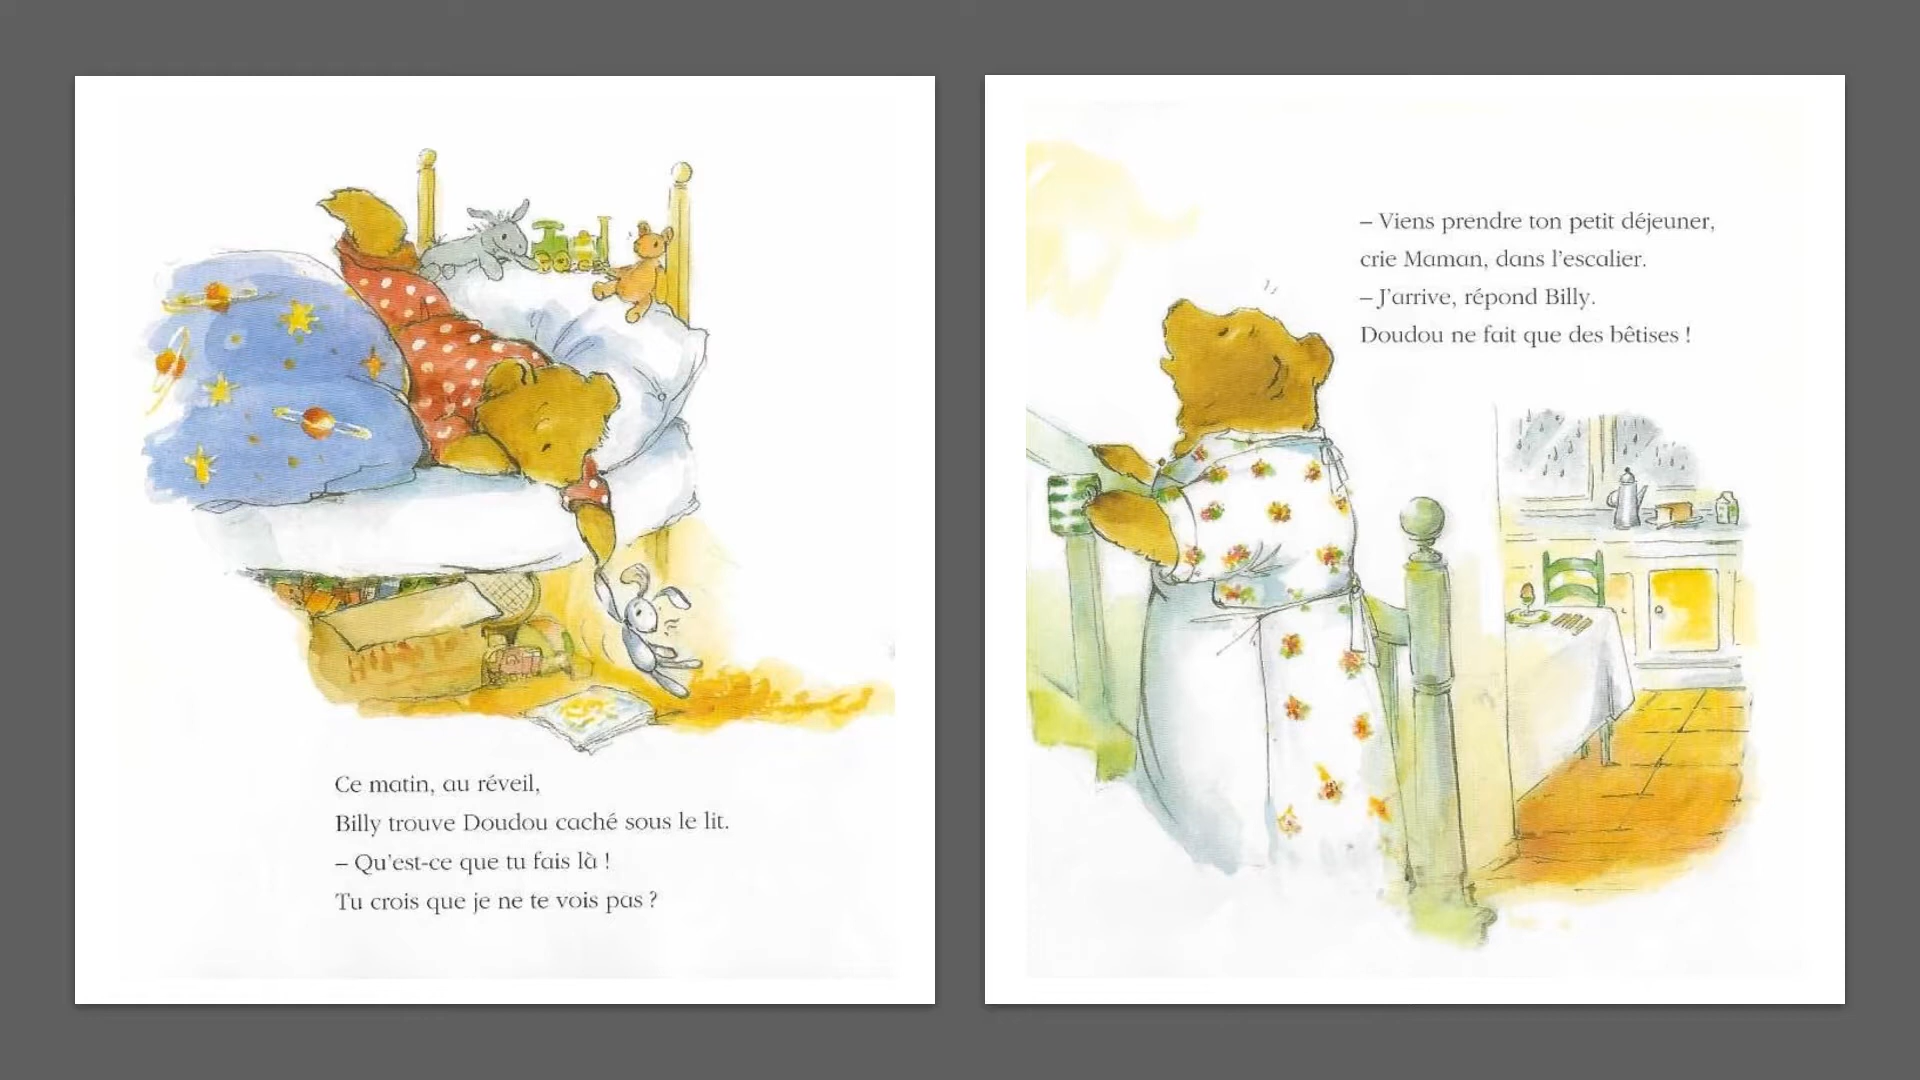 Ce matin, au réveil,
Billy trouve Doudou caché sous le lit.
– Qu'est-ce que tu fais là !
Tu crois que je ne te vois pas ?
– Viens prendre ton petit déjeuner,
crie Maman, dans l'escalier.
– J'arrive, répond Billy.
Doudou ne fait que des bêtises !